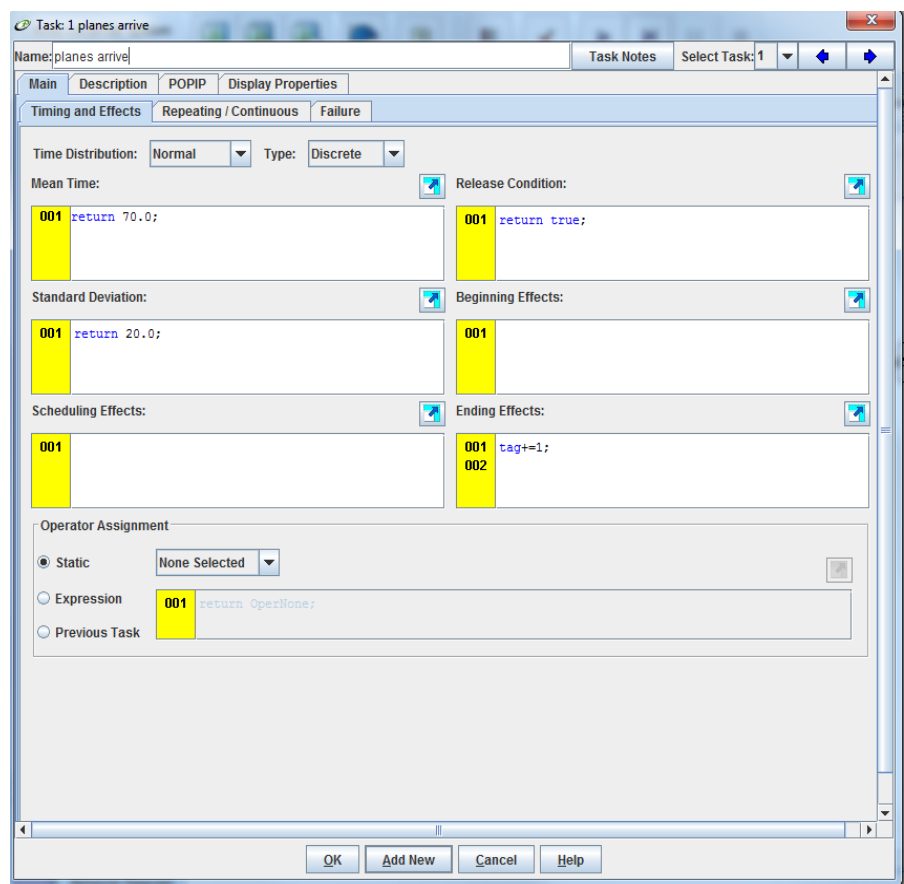 Task: 1 planes arrive
Name: planes arrive Task Notes Select Task: 1
Main Description POPIP Display Properties
Timing and Effects Repeating / Continuous Failure
Time Distribution: Normal Type: Discrete
Mean Time: Release Condition:
001 return 70.0; 001 return true;
Standard Deviation: Beginning Effects:
001 return 20.0; 001
Scheduling Effects: Ending Effects:
001 001 tag+=1;
002
Operator Assignment
Static None Selected
Expression 001 return OperNone;
Previous Task
OK Add New Cancel Help